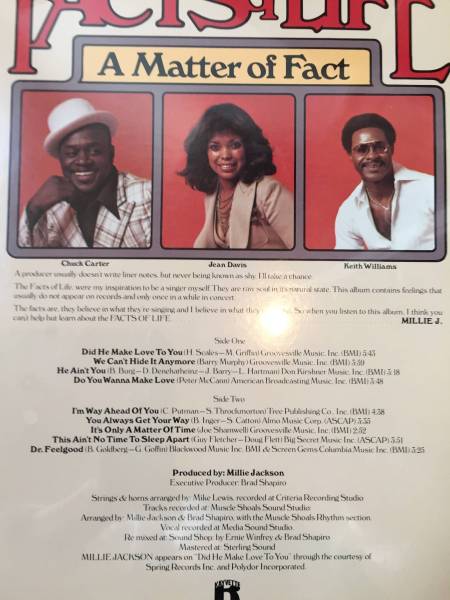 FACTS OF LIFE
A Matter of Fact
Chuck Carter
Jean Davis
Keith Williams
A producer usually doesn't write liner notes, but never being known as shy, I'll take a chance.
The Facts of Life, were my inspiration to be a singer myself. They are raw soul in it's natural state. This album contains feelings that
usually do not appear on records and only once in a while in concert.
The facts are, they believe in what they're singing and I believe in what they So when you listen to this album, I think you
can't help but learn about the FACTS OF LIFE.
MILLIE J.
Side One
Did He Make Love To You (H. Scales—M. Griffin) Groovesville Music, Inc. (BMI) 5:43
We Can't Hide It Anymore (Barry Murphy) Groovesville Music, Inc. (BMI) 3:39
He Ain't You (B. Burg—D. Denehatheinz—J. Barry—L. Hartman) Don Kirshner Music, Inc. (BMI) 3:18
Do You Wanna Make Love (Peter McCann) American Broadcasting Music, Inc. 3:48
Side Two
I'm Way Ahead Of You (C. Putman—S. Throckmorton) Tree Publishing Co., Inc. (BMI) 4:38
You Always Get Your Way (B. Inger—S. Catton) Almo Music Corp. (ASCAP) 3:55
It's Only A Matter Of Time (Joe Shamwell) Groovesville Music, Inc. (BMI) 2:52
This Ain't No Time To Sleep Apart (Guy Fletcher—Doug Flett) Big Secret Music Inc. (ASCAP) 3:51
Dr. Feelgood (B. Goldberg—G. Goffin) Blackwood Music Inc. BMI & Screen Gems Columbia Music Inc. (BMI) 3:25
Produced by: Millie Jackson
Executive Producer: Brad Shapiro
Strings & horns arranged by: Mike Lewis, recorded at Criteria Recording Studio
Tracks recorded at: Muscle Shoals Sound Studio
Arranged by: Millie Jackson & Brad Shapiro, with the Muscle Shoals Rhythm section.
Vocal recorded at Media Sound Studio.
Re mixed at: Sound Shop, by Ernie Winfrey & Brad Shapiro
Mastered at: Sterling Sound
MILLIE JACKSON appears on "Did He Make Love To You" through the courtesy of
Spring Records Inc. and Polydor Incorporated.
KAYVETTE